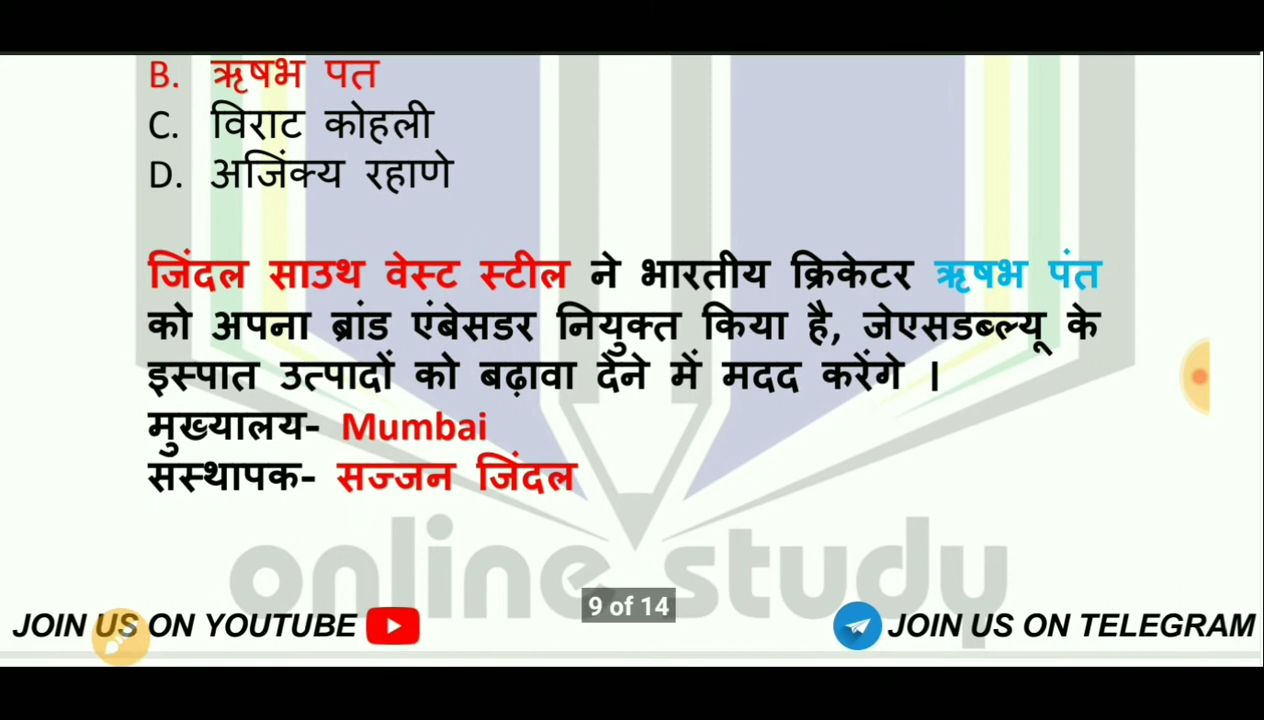 B. ऋषभ पत
C. विराट कोहली
D. अजिंक्य रहाणे
जिंदल साउथ वेस्ट स्टील ने भारतीय क्रिकेटर ऋषभ पंत
को अपना ब्रांड एंबेसडर नियुक्त किया है, जेएसडब्ल्यू के
इस्पात उत्पादों को बढ़ावा देने में मदद करेंगे ।
मुख्यालय- Mumbai
सस्थापक- सज्जन जिंदल
online study
9 of 14
JOIN US ON YOUTUBE JOIN US ON TELEGRAM